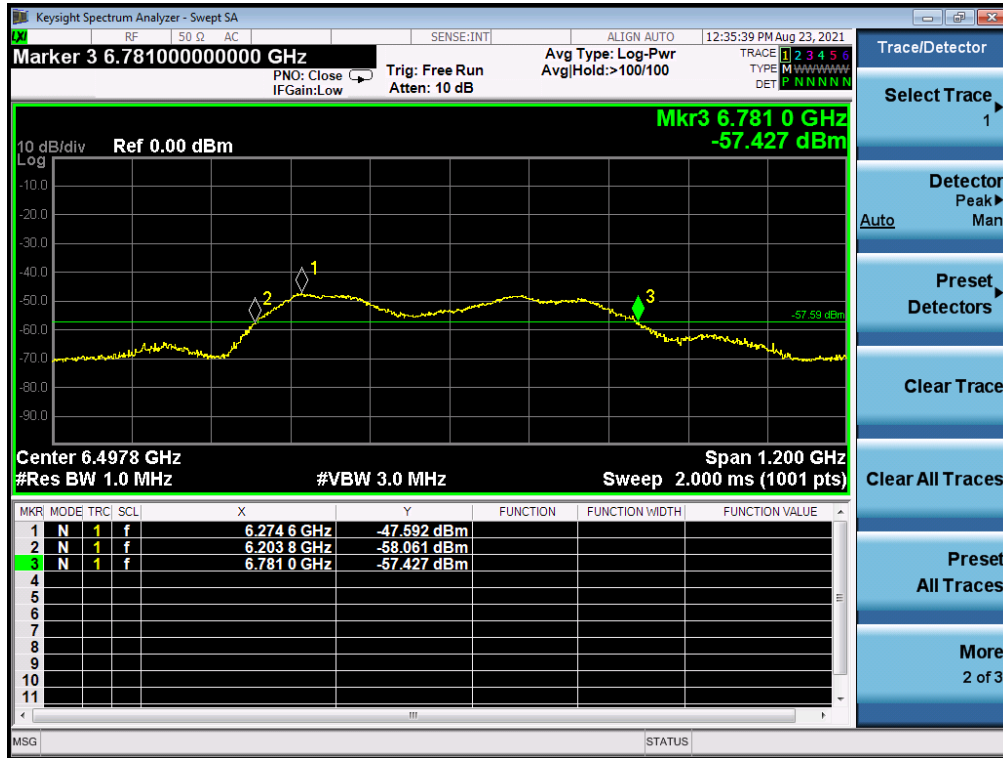 Keysight Spectrum Analyzer - Swept SA
LXI RF 50 Ω AC SENSE:INT ALIGN AUTO 12:35:39 PM Aug 23, 2021
Marker 3 6.781000000000 GHz
PNO: Close
IFGain:Low
Trig: Free Run
Atten: 10 dB
Avg Type: Log-Pwr
Avg|Hold:>100/100
TRACE 1 2 3 4 5 6
TYPE M WWWWW
DET P N N N N N
Mkr3 6.781 0 GHz
-57.427 dBm
10 dB/div Ref 0.00 dBm
Log
-10.0
-20.0
-30.0
-40.0
-50.0
-60.0
-70.0
-80.0
-90.0
1
2
3
-57.59 dBm
Center 6.4978 GHz Span 1.200 GHz
#Res BW 1.0 MHz #VBW 3.0 MHz Sweep 2.000 ms (1001 pts)
MKR MODE TRC SCL X Y FUNCTION FUNCTION WIDTH FUNCTION VALUE
1 N 1 f 6.274 6 GHz -47.592 dBm
2 N 1 f 6.203 8 GHz -58.061 dBm
3 N 1 f 6.781 0 GHz -57.427 dBm
4
5
6
7
8
9
10
11
MSG STATUS
Trace/Detector
Select Trace
1
Detector
Peak
Auto Man
Preset
Detectors
Clear Trace
Clear All Traces
Preset
All Traces
More
2 of 3